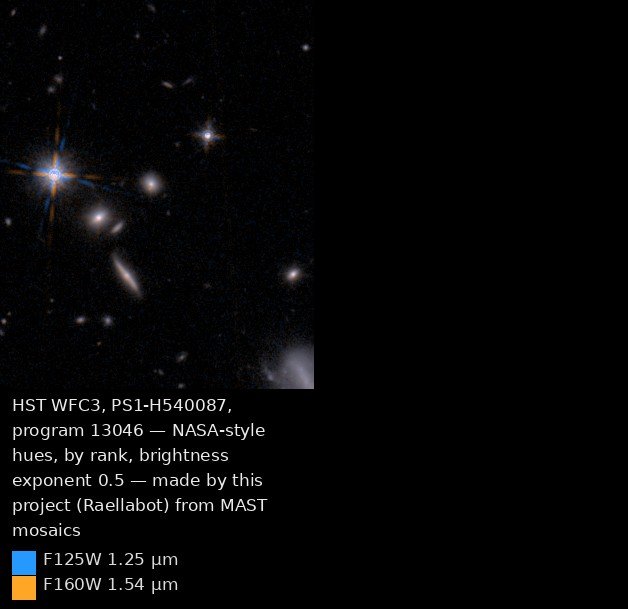 HST WFC3, PS1-H540087,
program 13046 — NASA-style
hues, by rank, brightness
exponent 0.5 — made by this
project (Raellabot) from MAST
mosaics
F125W 1.25 µm
F160W 1.54 µm